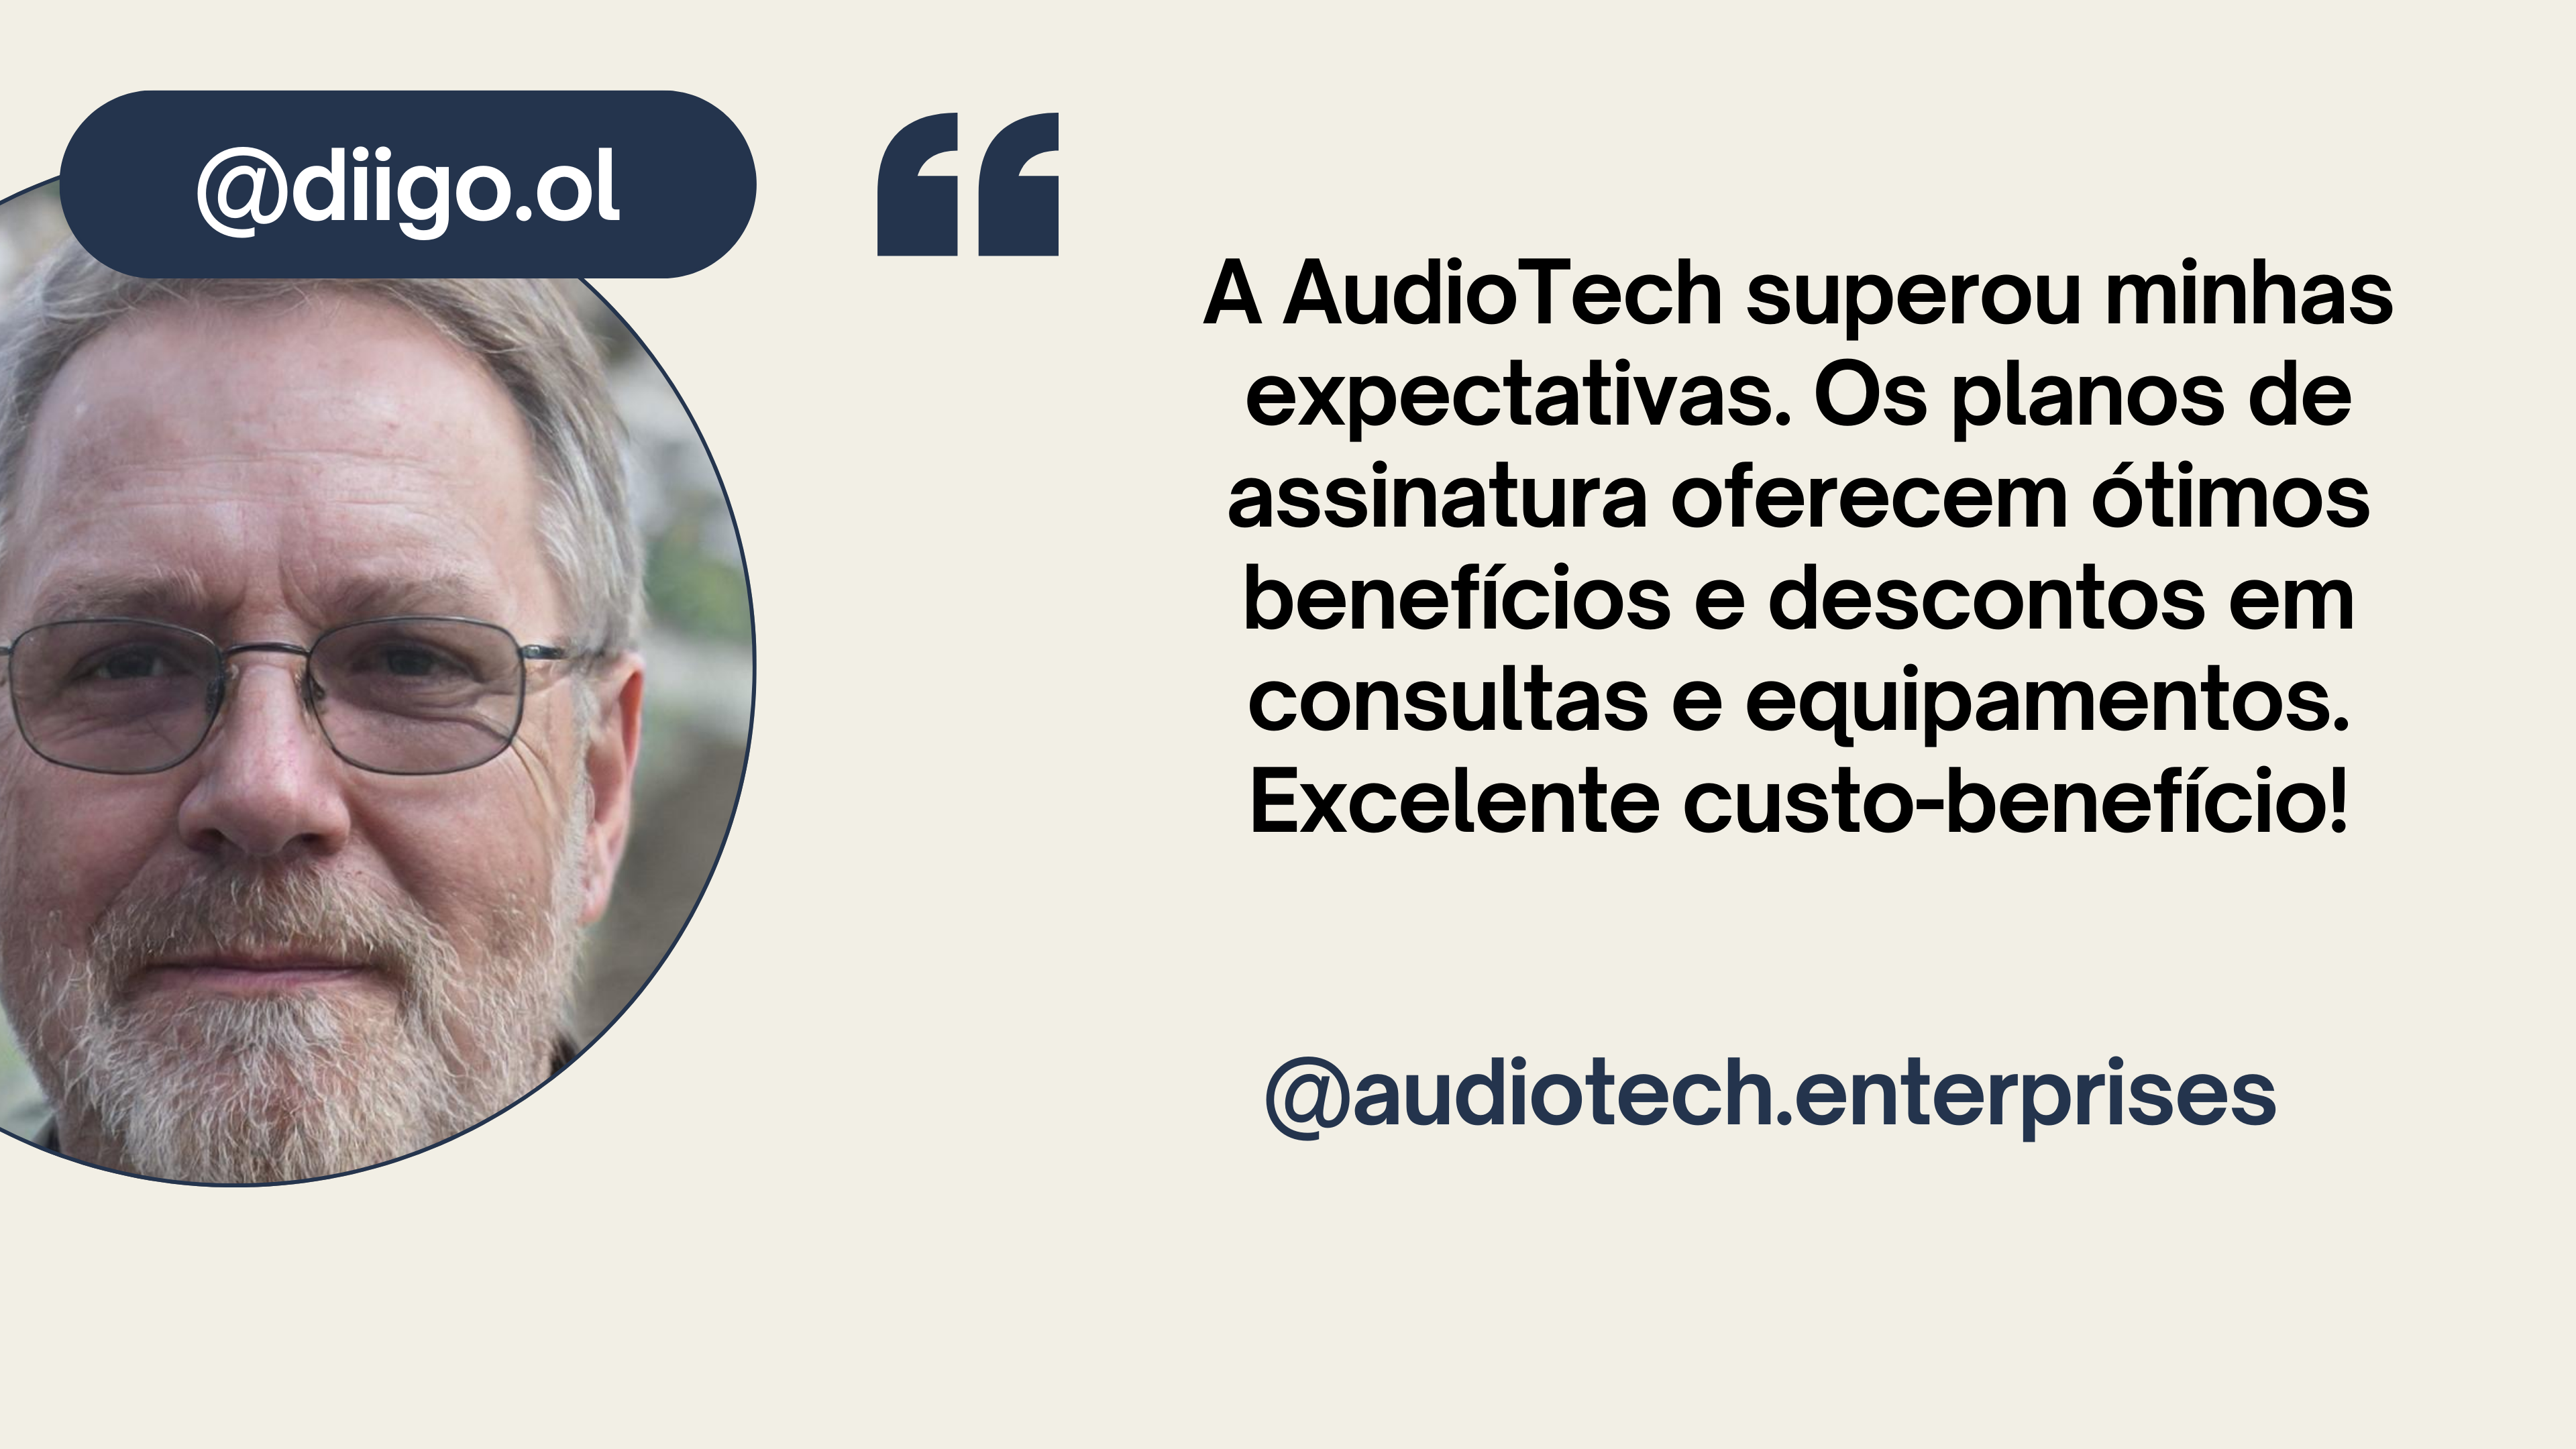 @diigo.ol
A AudioTech superou minhas
expectativas. Os planos de
assinatura oferecem ótimos
benefícios e descontos em
consultas e equipamentos.
Excelente custo-benefício!
@audiotech.enterprises